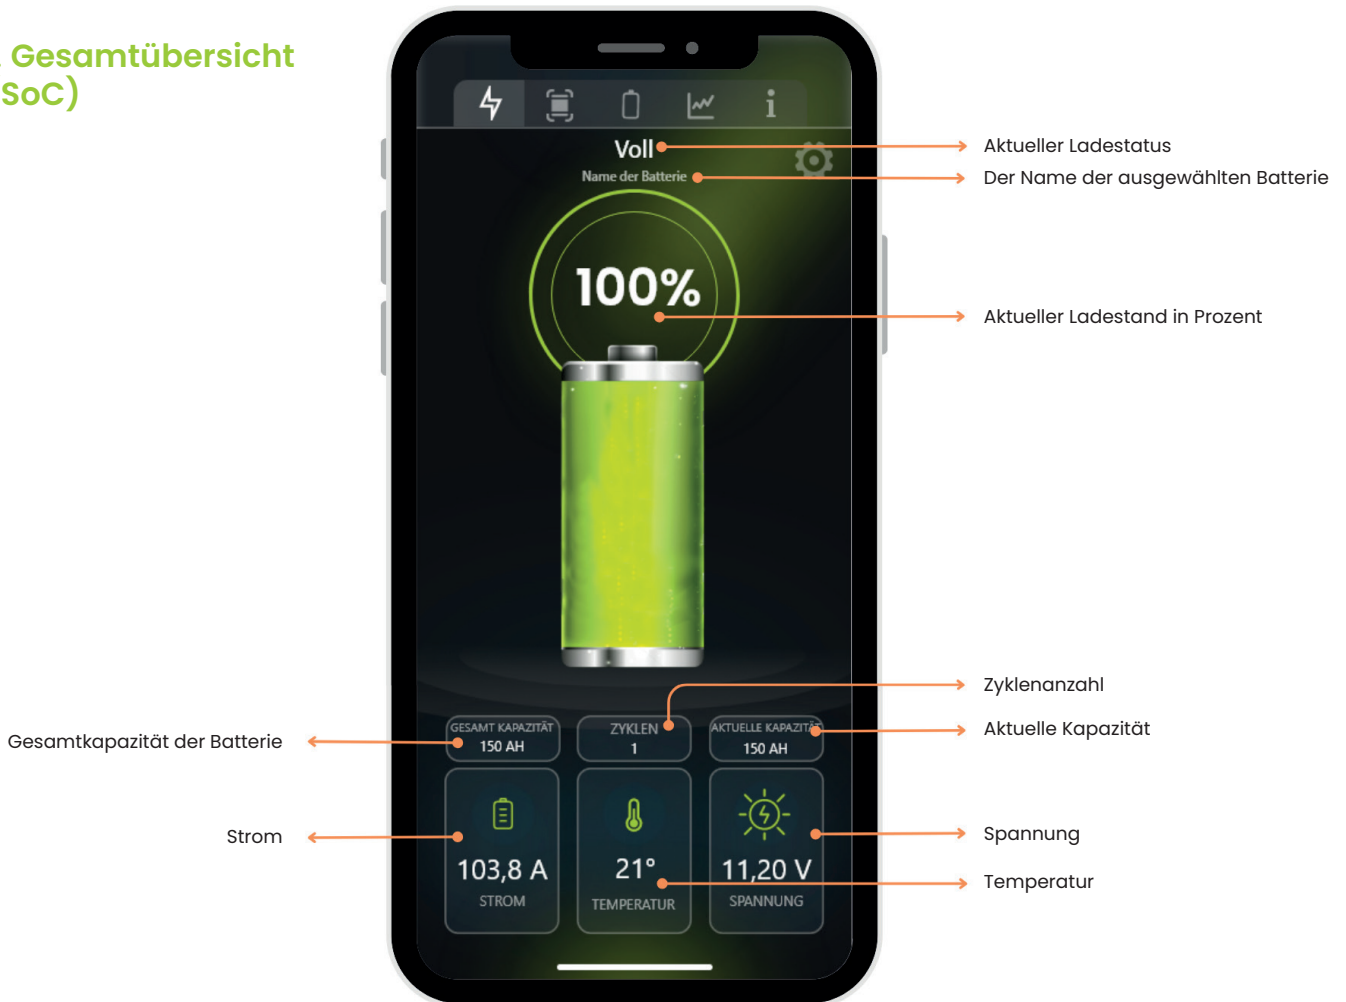 Gesamtübersicht
SoC)
Voll
Name der Batterie
100%
Aktueller Ladestatus
Der Name der ausgewählten Batterie
Aktueller Ladestand in Prozent
Zyklenanzahl
Aktuelle Kapazität
Gesamtkapazität der Batterie
GESAMT KAPAZITÄT
150 AH
ZYKLEN
1
AKTUELLE KAPAZITÄT
150 AH
Strom
103,8 A
STROM
21°
TEMPERATUR
11,20 V
SPANNUNG
Spannung
Temperatur